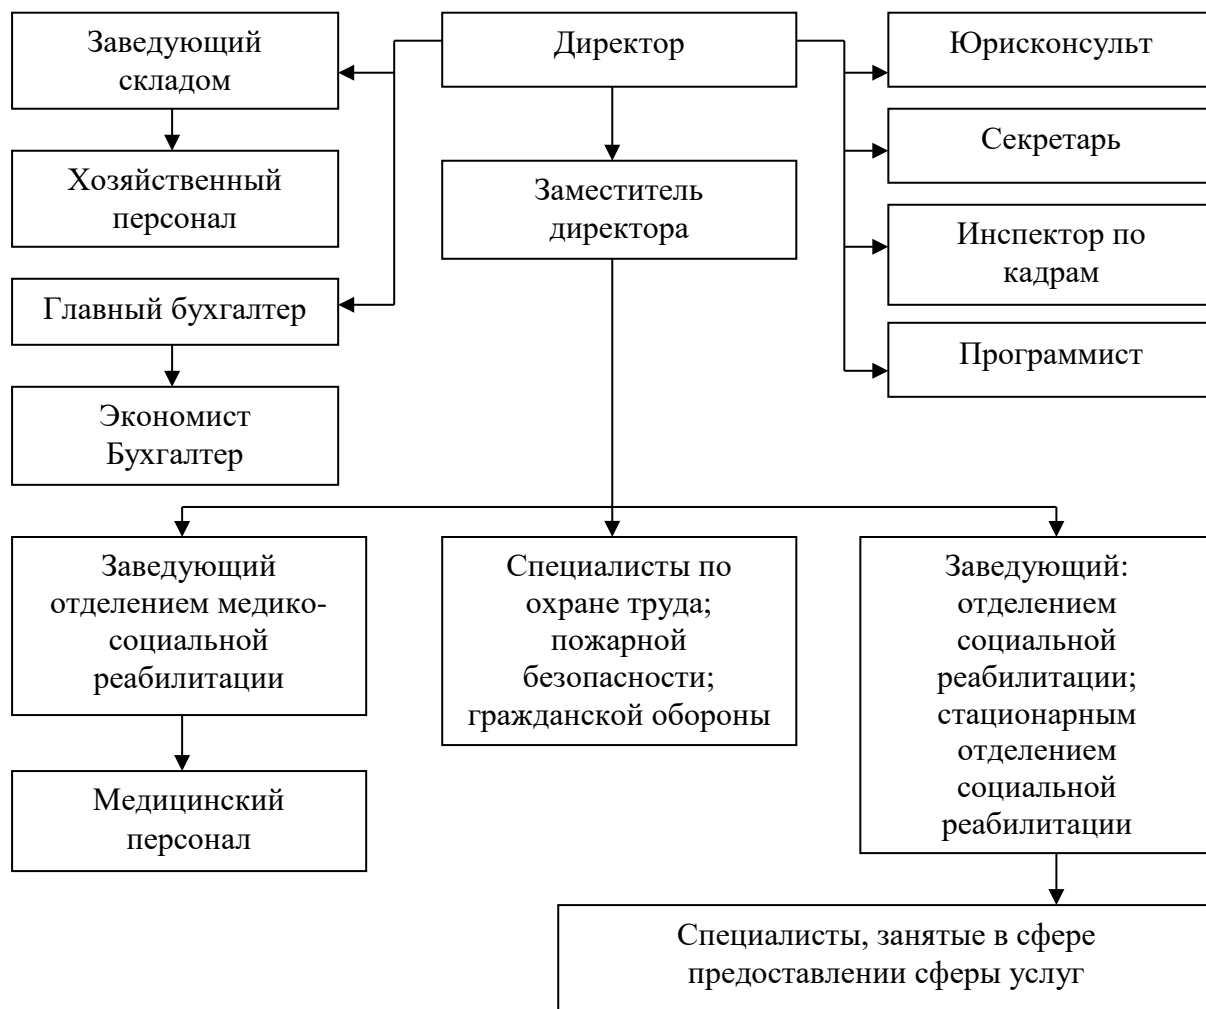 Заведующий
складом
Директор
Юрисконсульт
Секретарь
Хозяйственный
персонал
Заместитель
директора
Инспектор по
кадрам
Главный бухгалтер
Программист
Экономист
Бухгалтер
Заведующий
отделением медико-
социальной
реабилитации
Специалисты по
охране труда;
пожарной
безопасности;
гражданской обороны
Заведующий:
отделением
социальной
реабилитации;
стационарным
отделением
социальной
реабилитации
Медицинский
персонал
Специалисты, занятые в сфере
предоставлении сферы услуг